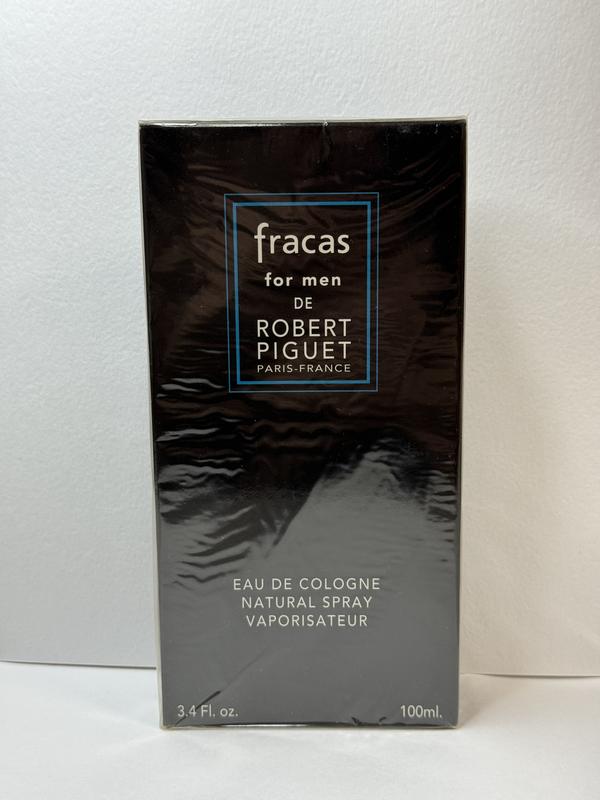 fracas
for men
DE
ROBERT
PIGUET
PARIS-FRANCE
EAU DE COLOGNE
NATURAL SPRAY
VAPORISATEUR
3.4 Fl. oz. 100ml.